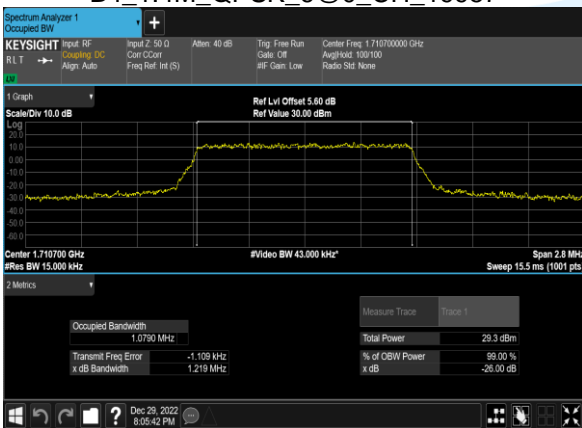 Spectrum Analyzer 1
Occupied BW
+
KEYSIGHT
RLT
LW
Input: RF
Coupling: DC
Align: Auto
Input Z: 50 Ω
Corr CCorr
Freq Ref: Int (S)
Atten: 40 dB
Trig: Free Run
Gate: Off
#IF Gain: Low
Center Freq: 1.710700000 GHz
Avg|Hold: 100/100
Radio Std: None
1 Graph
Scale/Div 10.0 dB
Ref Lvl Offset 5.60 dB
Ref Value 30.00 dBm
Log
20.0
10.0
0.00
-10.0
-20.0
-30.0
-40.0
-50.0
-60.0
Center 1.710700 GHz
#Res BW 15.000 kHz
#Video BW 43.000 kHz*
Span 2.8 MHz
Sweep 15.5 ms (1001 pts
2 Metrics
Measure Trace
Trace 1
Occupied Bandwidth
1.0790 MHz
Total Power
29.3 dBm
Transmit Freq Error
-1.109 kHz
% of OBW Power
99.00 %
x dB Bandwidth
1.219 MHz
x dB
-26.00 dB
?
Dec 29, 2022
8:05:42 PM